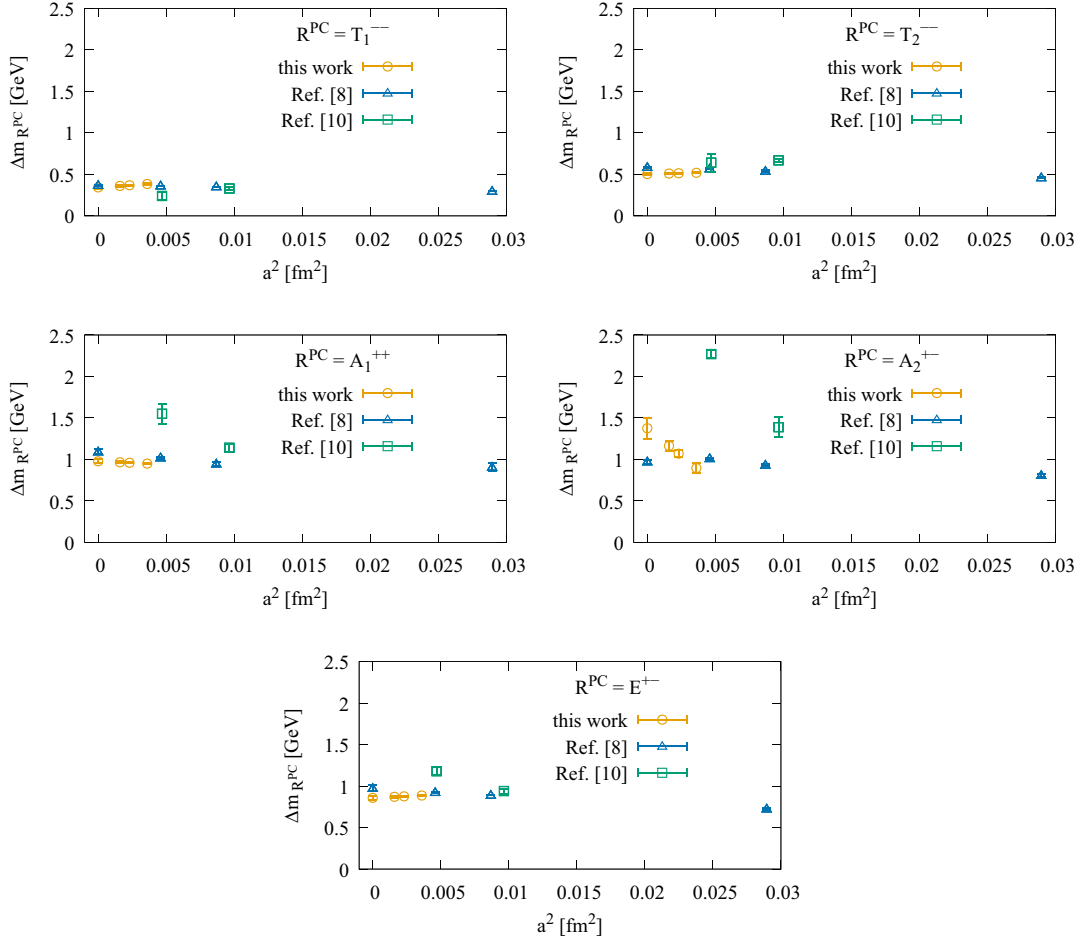 R^PC = T_1^−−
this work
Ref. [8]
Ref. [10]
Δm R^PC [GeV]
2.5
2
1.5
1
0.5
0
0 0.005 0.01 0.015 0.02 0.025 0.03
a^2 [fm^2]
R^PC = T_2^−−
this work
Ref. [8]
Ref. [10]
Δm R^PC [GeV]
2.5
2
1.5
1
0.5
0
0 0.005 0.01 0.015 0.02 0.025 0.03
a^2 [fm^2]
R^PC = A_1^++
this work
Ref. [8]
Ref. [10]
Δm R^PC [GeV]
2.5
2
1.5
1
0.5
0
0 0.005 0.01 0.015 0.02 0.025 0.03
a^2 [fm^2]
R^PC = A_2^+−
this work
Ref. [8]
Ref. [10]
Δm R^PC [GeV]
2.5
2
1.5
1
0.5
0
0 0.005 0.01 0.015 0.02 0.025 0.03
a^2 [fm^2]
R^PC = E^+−
this work
Ref. [8]
Ref. [10]
Δm R^PC [GeV]
2.5
2
1.5
1
0.5
0
0 0.005 0.01 0.015 0.02 0.025 0.03
a^2 [fm^2]